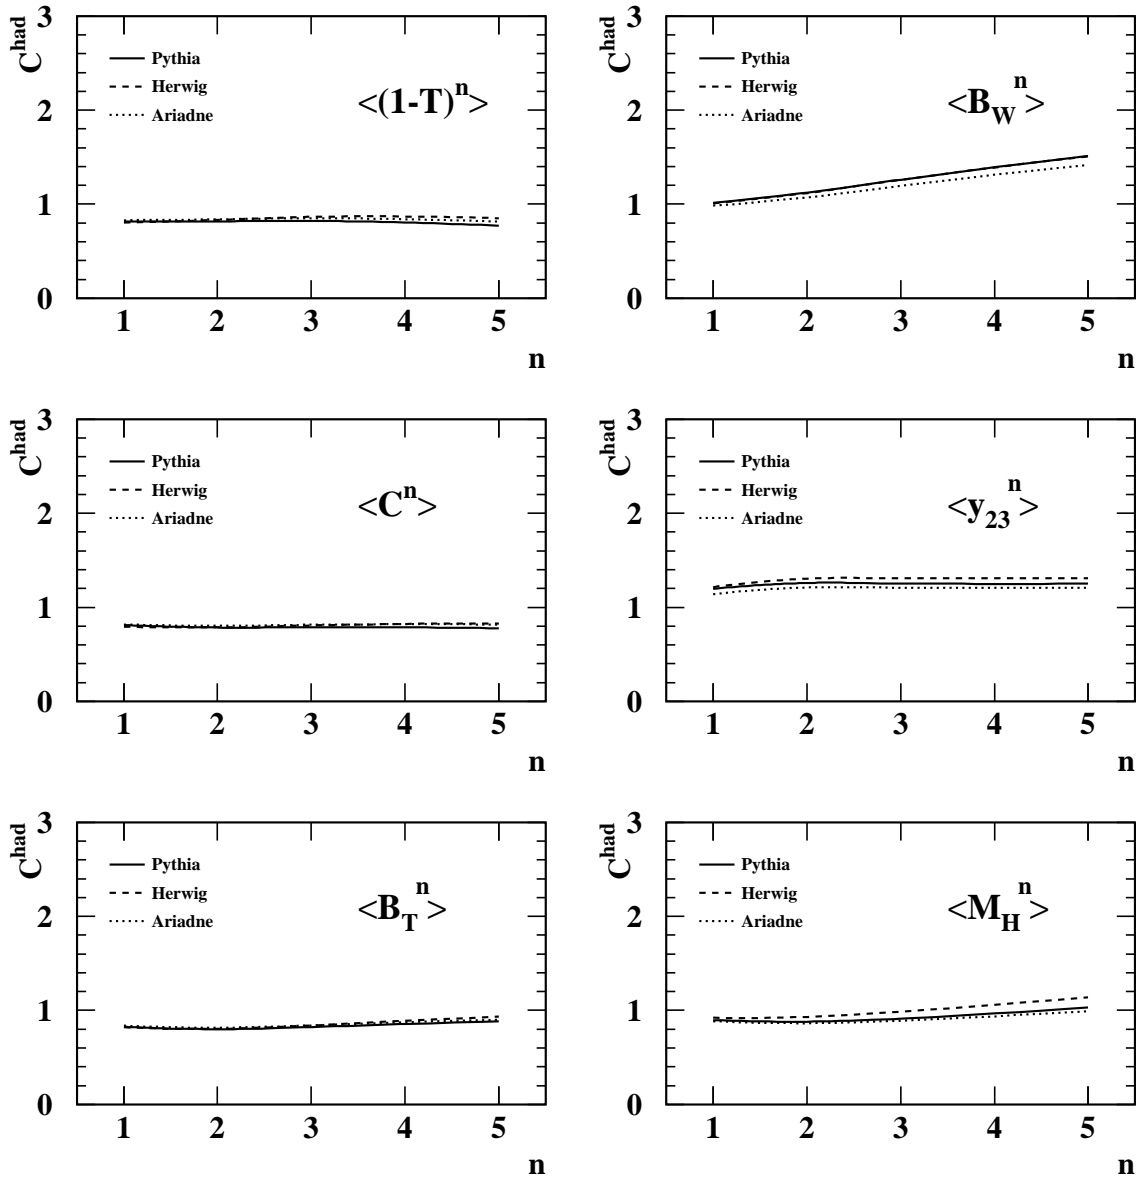 C^had
3
2
1
0
Pythia
Herwig
Ariadne
<(1-T)^n>
1 2 3 4 5
n
C^had
3
2
1
0
Pythia
Herwig
Ariadne
<B_W^n>
1 2 3 4 5
n
C^had
3
2
1
0
Pythia
Herwig
Ariadne
<C^n>
1 2 3 4 5
n
C^had
3
2
1
0
Pythia
Herwig
Ariadne
<y_23^n>
1 2 3 4 5
n
C^had
3
2
1
0
Pythia
Herwig
Ariadne
<B_T^n>
1 2 3 4 5
n
C^had
3
2
1
0
Pythia
Herwig
Ariadne
<M_H^n>
1 2 3 4 5
n